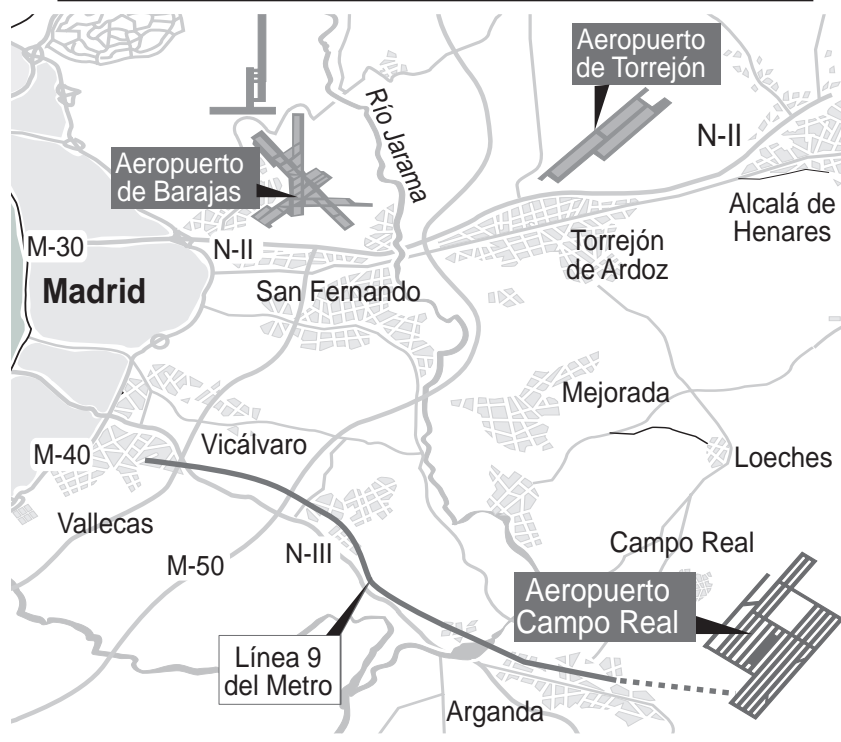 Aeropuerto
de Torrejón
Río Jarama
N-II
Aeropuerto
de Barajas
Alcalá de
Henares
M-30
N-II
Torrejón
de Ardoz
Madrid
San Fernando
Mejorada
Vicálvaro
M-40
Loeches
Vallecas
Campo Real
N-III
M-50
Aeropuerto
Campo Real
Línea 9
del Metro
Arganda